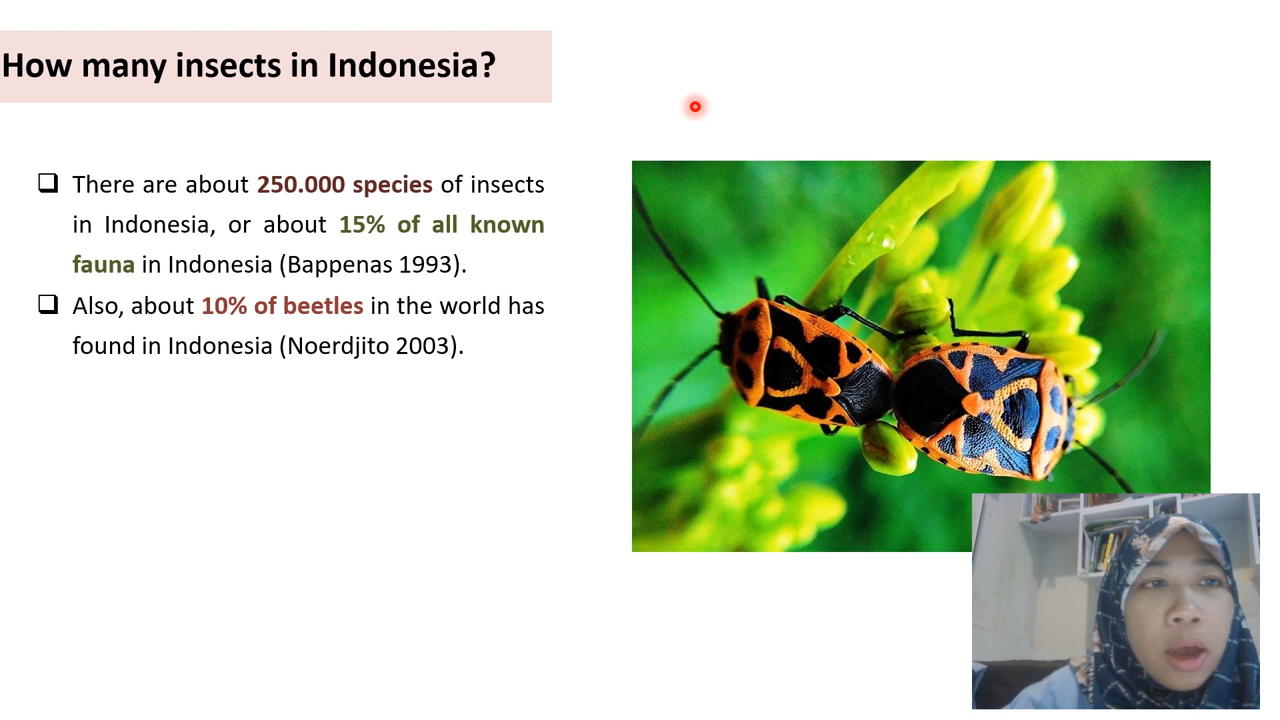 How many insects in Indonesia?
❑ There are about 250.000 species of insects
in Indonesia, or about 15% of all known
fauna in Indonesia (Bappenas 1993).
❑ Also, about 10% of beetles in the world has
found in Indonesia (Noerdjito 2003).